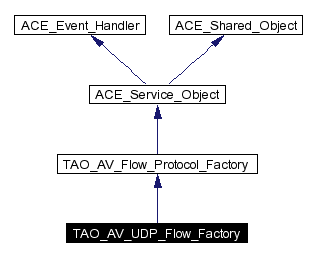 ACE_Event_Handler
ACE_Shared_Object
ACE_Service_Object
TAO_AV_Flow_Protocol_Factory
TAO_AV_UDP_Flow_Factory